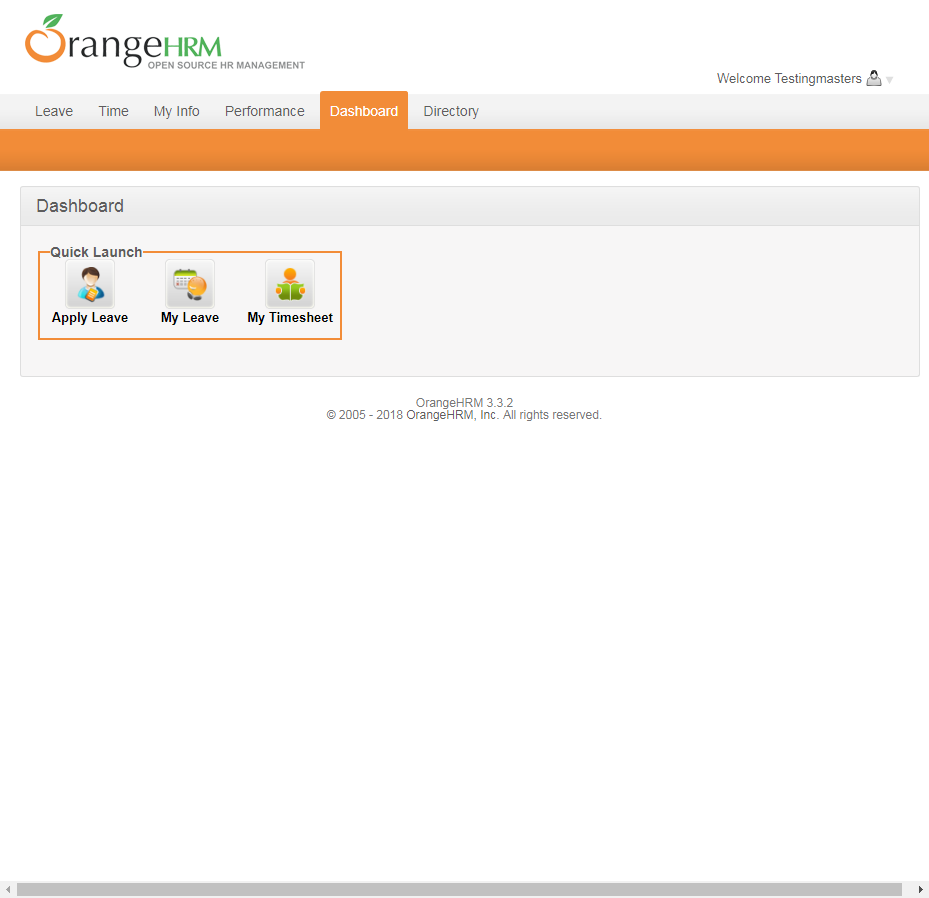 OrangeHRM
OPEN SOURCE HR MANAGEMENT
Welcome Testingmasters
Leave Time My Info Performance Dashboard Directory
Dashboard
Quick Launch
Apply Leave My Leave My Timesheet
OrangeHRM 3.3.2
© 2005 - 2018 OrangeHRM, Inc. All rights reserved.